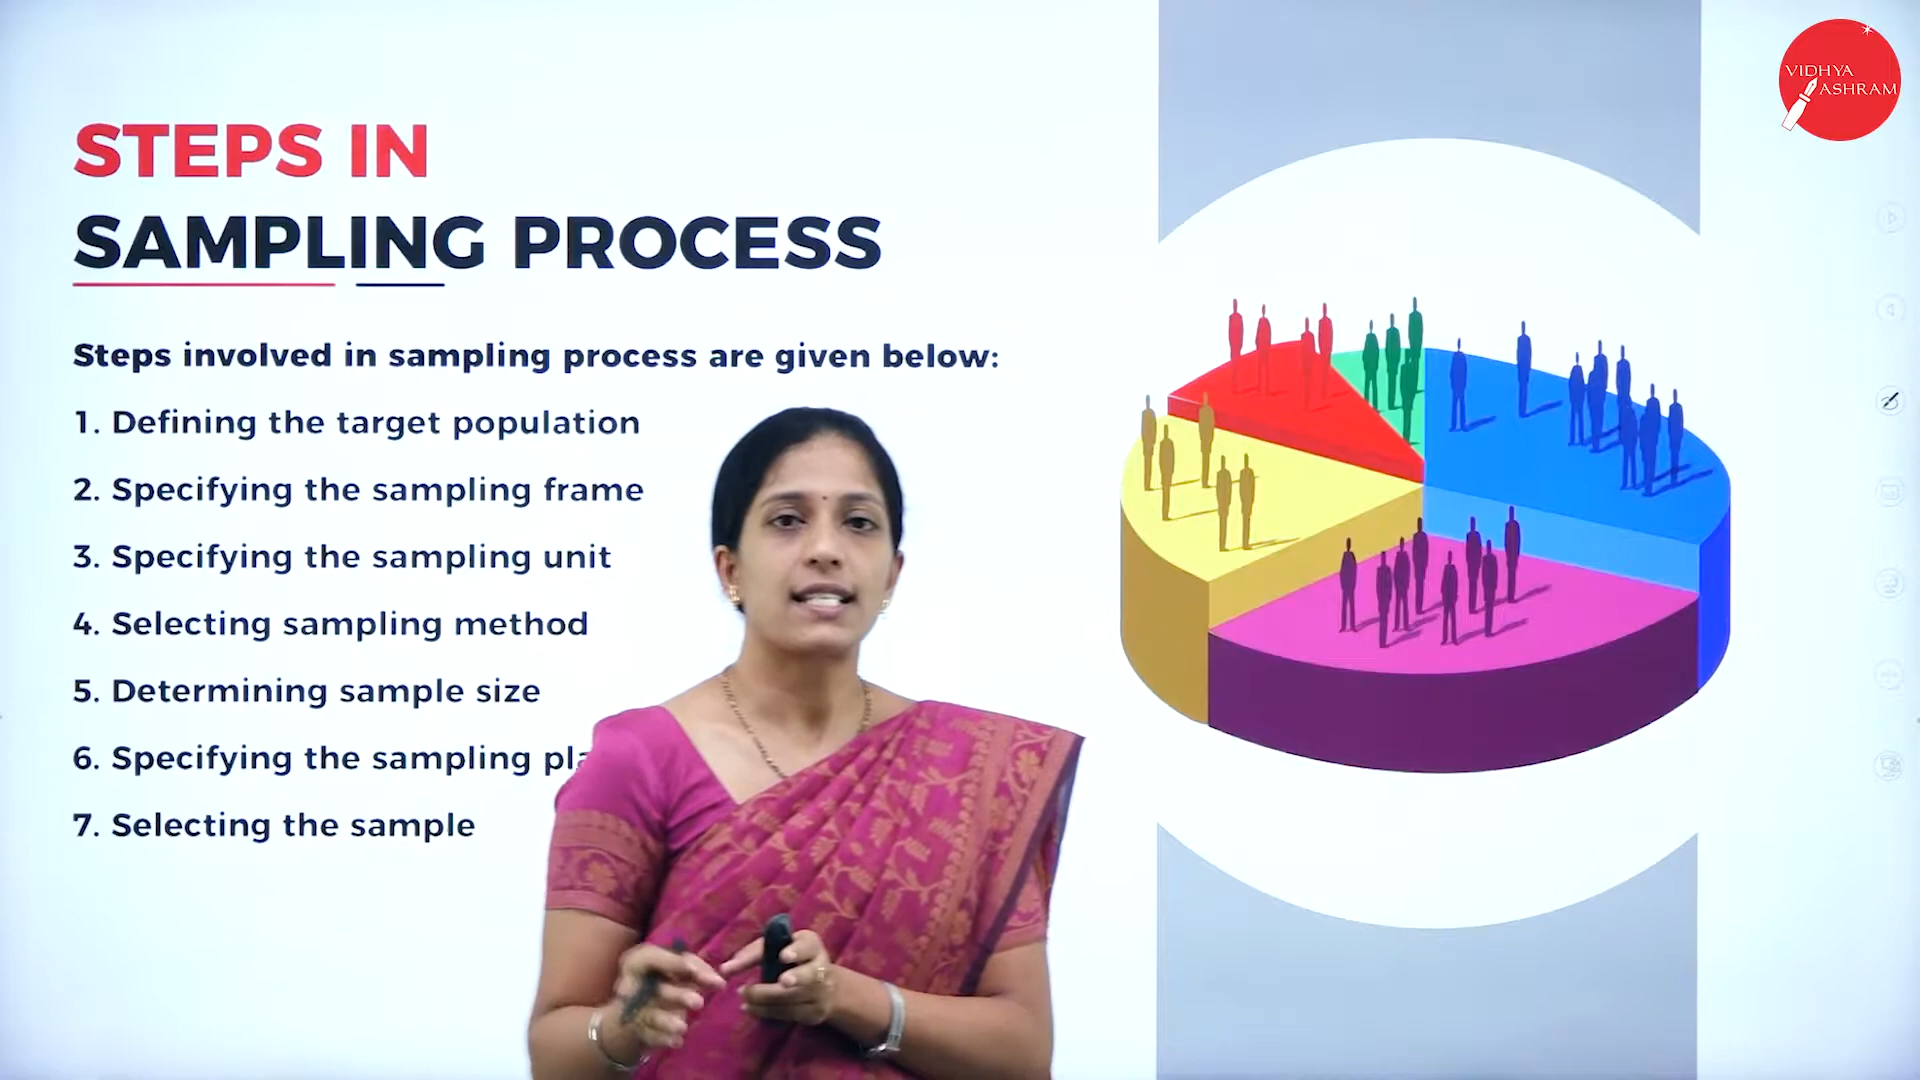 VIDHYA
ASHRAM
STEPS IN
SAMPLING PROCESS
Steps involved in sampling process are given below:
1. Defining the target population
2. Specifying the sampling frame
3. Specifying the sampling unit
4. Selecting sampling method
5. Determining sample size
6. Specifying the sampling
7. Selecting the sample